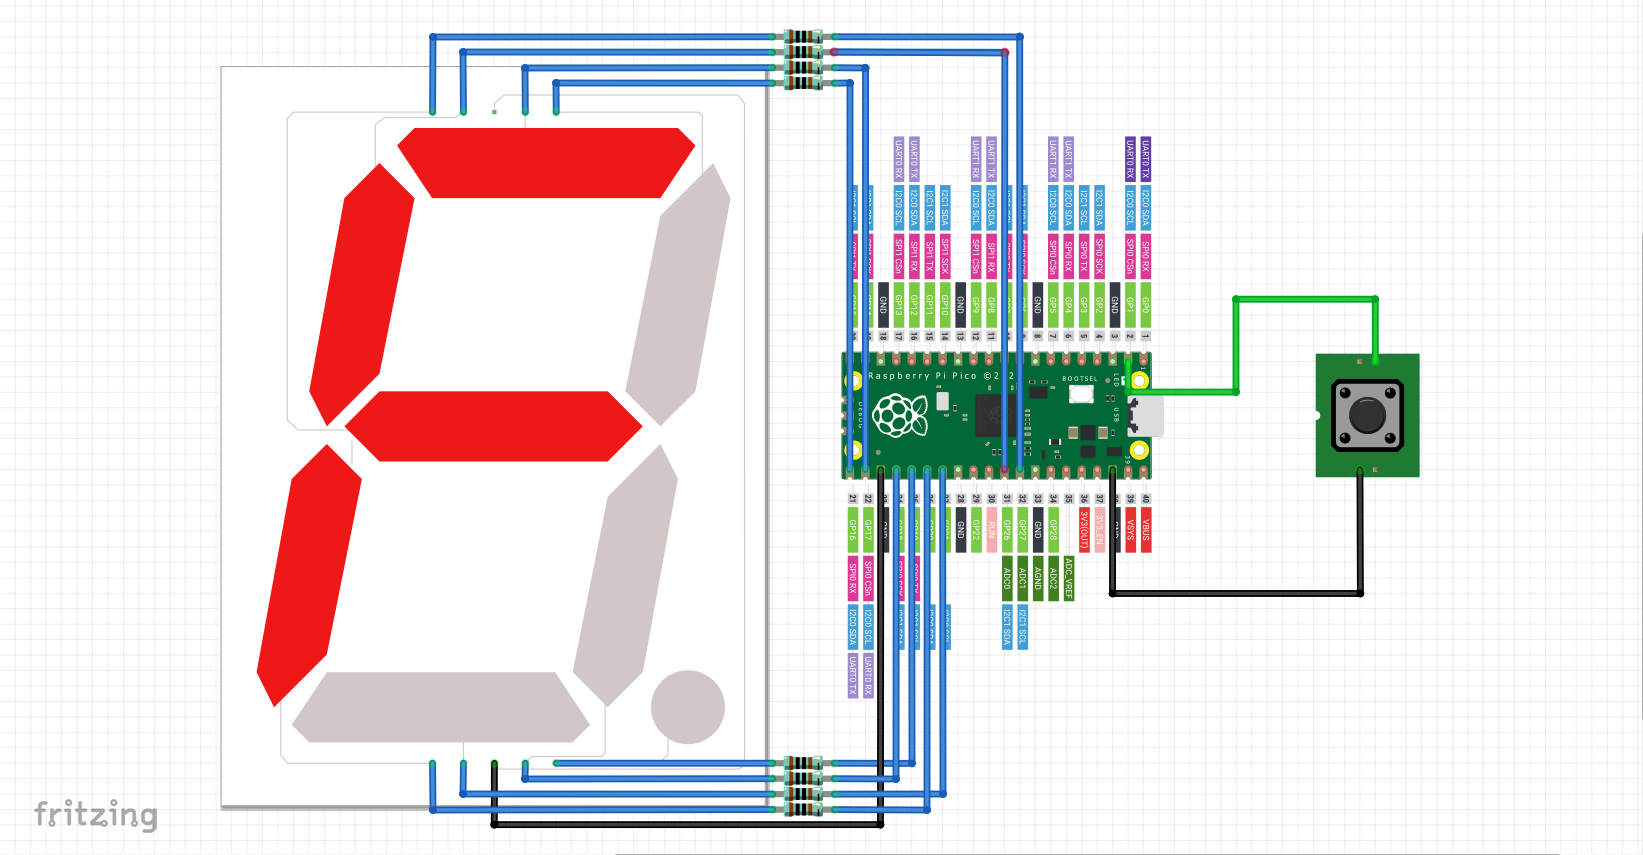 UART0 RX
UART0 TX
UART1 RX
UART1 TX
UART0 RX
UART0 TX
I2C0 SCL
I2C0 SDA
I2C1 SCL
I2C1 SDA
I2C0 SCL
I2C0 SDA
I2C0 SCL
I2C0 SDA
I2C1 SCL
I2C1 SDA
I2C0 SCL
I2C0 SDA
SPI1 CSn
SPI1 RX
SPI1 TX
SPI1 SCK
SPI1 CSn
SPI1 RX
SPI0 CSn
SPI0 RX
SPI0 TX
SPI0 SCK
SPI0 CSn
SPI0 RX
GND
GP13
GP12
GP11
GP10
GND
GP9
GP8
GND
GP5
GP4
GP3
GP2
GND
GP1
GP0
18
17
16
15
14
13
12
11
8
7
6
5
4
3
2
1
Raspberry Pi Pico ©
BOOTSEL
LED
USB
DEBUG
21
22
28
29
30
31
32
33
34
35
36
37
39
40
GP16
GP17
GND
GND
GP22
RUN
GP26
GP27
GND
GP28
3V3(OUT)
3V3_EN
GND
VSYS
VBUS
SPI0 RX
SPI0 CSn
ADC0
ADC1
AGND
ADC2
ADC_VREF
I2C0 SDA
I2C0 SCL
I2C1 SDA
I2C1 SCL
UART0 TX
UART0 RX
fritzing